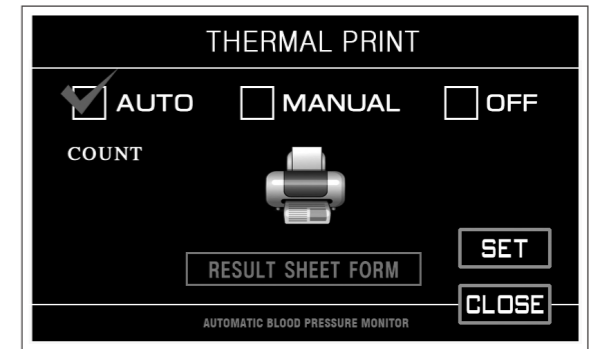 THERMAL PRINT
AUTO MANUAL OFF
COUNT
SET
RESULT SHEET FORM
CLOSE
AUTOMATIC BLOOD PRESSURE MONITOR